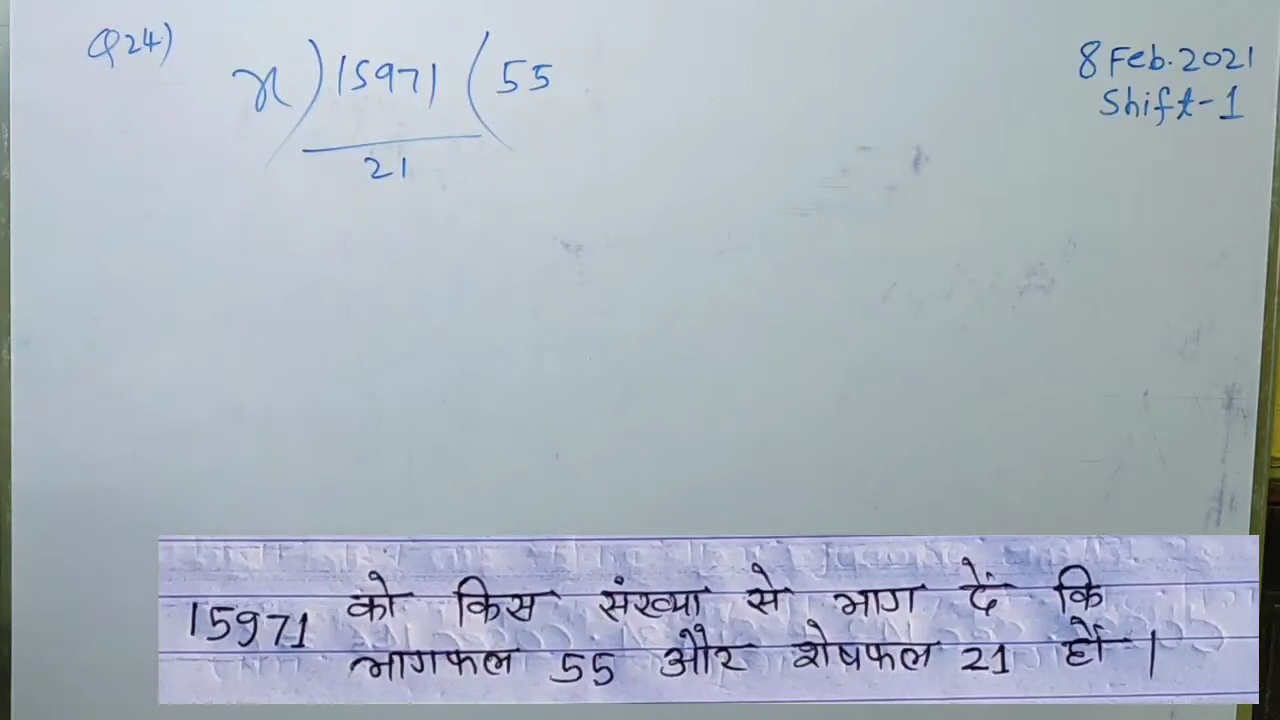 Q24)
x) 15971 (55
21
8 Feb. 2021
Shift-1
15971 को किस संख्या से भाग दें कि
भागफल 55 और शेषफल 21 हों।